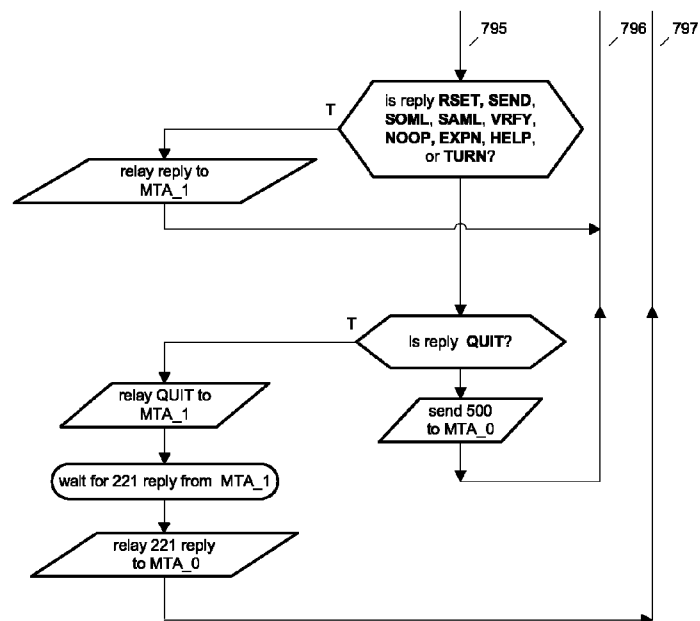 795
796
797
T
is reply RSET, SEND,
SOML, SAML, VRFY,
NOOP, EXPN, HELP,
or TURN?
relay reply to
MTA_1
T
Is reply QUIT?
relay QUIT to
MTA_1
send 500
to MTA_0
wait for 221 reply from MTA_1
relay 221 reply
to MTA_0